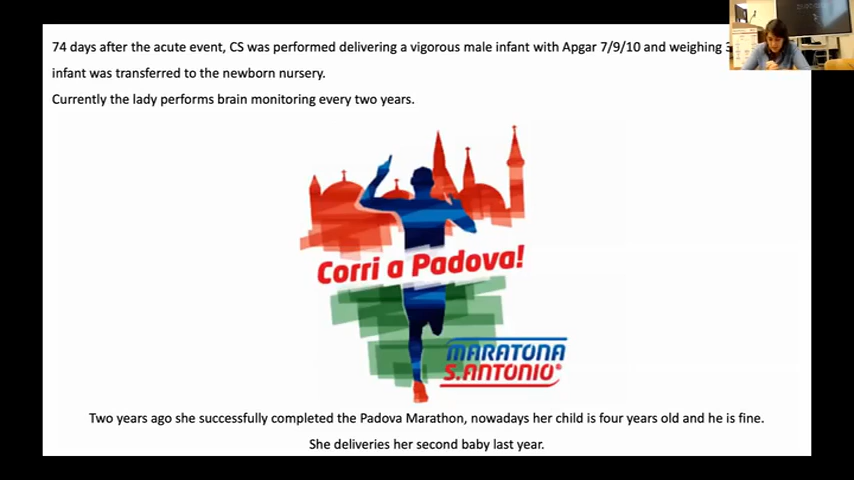 74 days after the acute event, CS was performed delivering a vigorous male infant with Apgar 7/9/10 and weighing
infant was transferred to the newborn nursery.
Currently the lady performs brain monitoring every two years.
Corri a Padova!
MARATONA
S.ANTONIO®
Two years ago she successfully completed the Padova Marathon, nowadays her child is four years old and he is fine.
She deliveries her second baby last year.